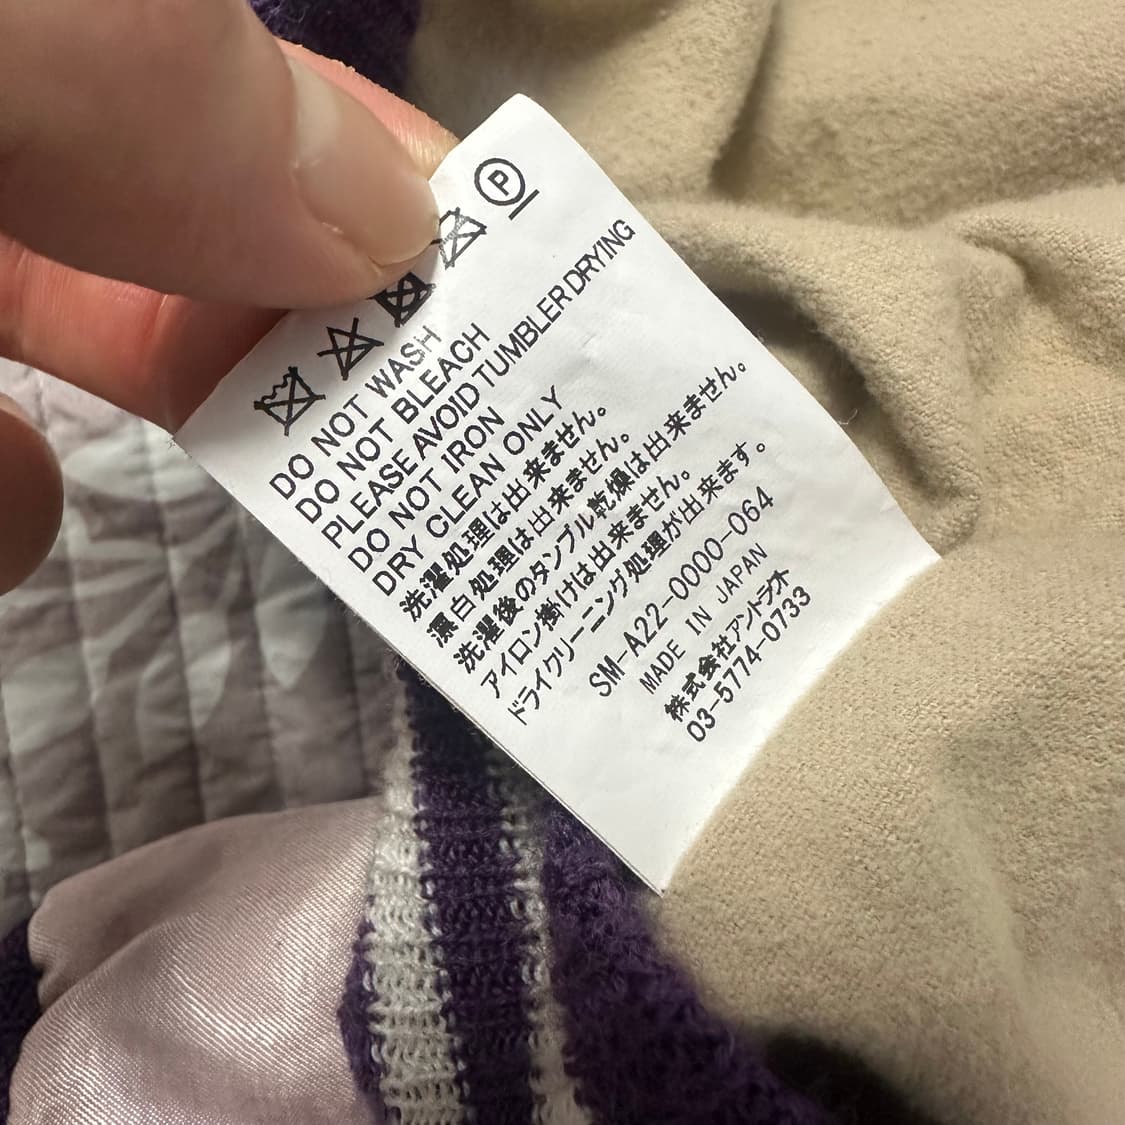 P
DO NOT WASH
DO NOT BLEACH
PLEASE AVOID TUMBLER DRYING
DO NOT IRON
DRY CLEAN ONLY
洗濯処理は出来ません。
漂白処理は出来ません。
洗濯後のタンブル乾燥は出来ません。
アイロン掛けは出来ません。
ドライクリーニング処理が出来ます。
SM-A22-0000-064
MADE IN JAPAN
株式会社アントラオト
03-5774-0733